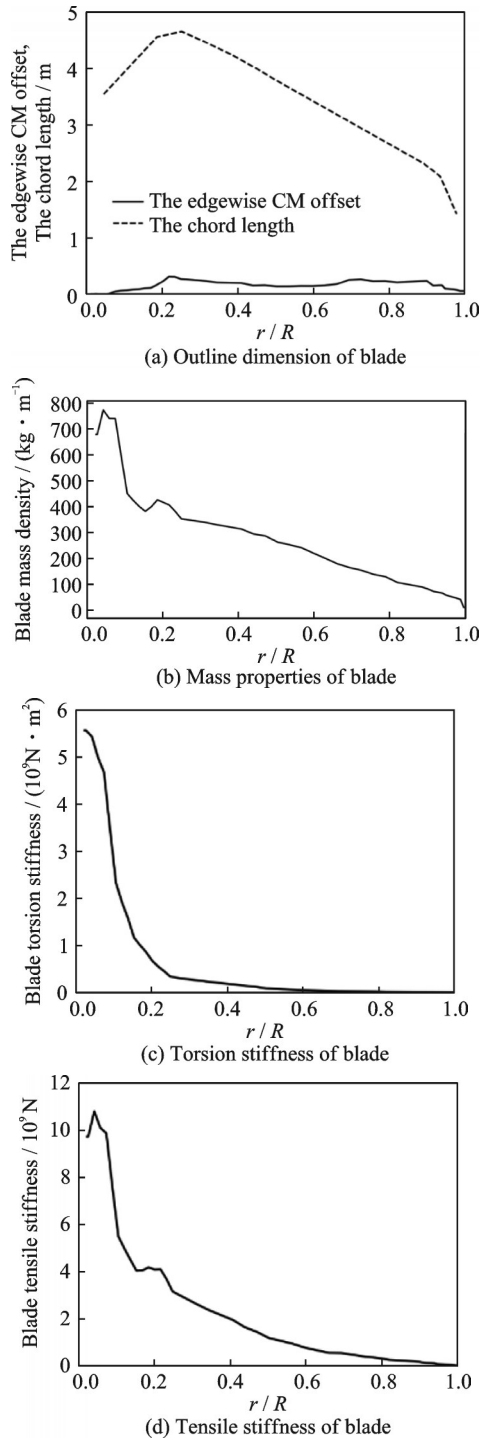 The edgewise CM offset,
The chord length / m
5
4
3
2
1
0
The edgewise CM offset
The chord length
0.0 0.2 0.4 0.6 0.8 1.0
r / R
(a) Outline dimension of blade
Blade mass density / (kg · m⁻¹)
800
700
600
500
400
300
200
100
0
0.0 0.2 0.4 0.6 0.8 1.0
r / R
(b) Mass properties of blade
Blade torsion stiffness / (10⁹N · m²)
6
5
4
3
2
1
0
0.0 0.2 0.4 0.6 0.8 1.0
r / R
(c) Torsion stiffness of blade
Blade tensile stiffness / 10⁹ N
12
10
8
6
4
2
0
0.0 0.2 0.4 0.6 0.8 1.0
r / R
(d) Tensile stiffness of blade